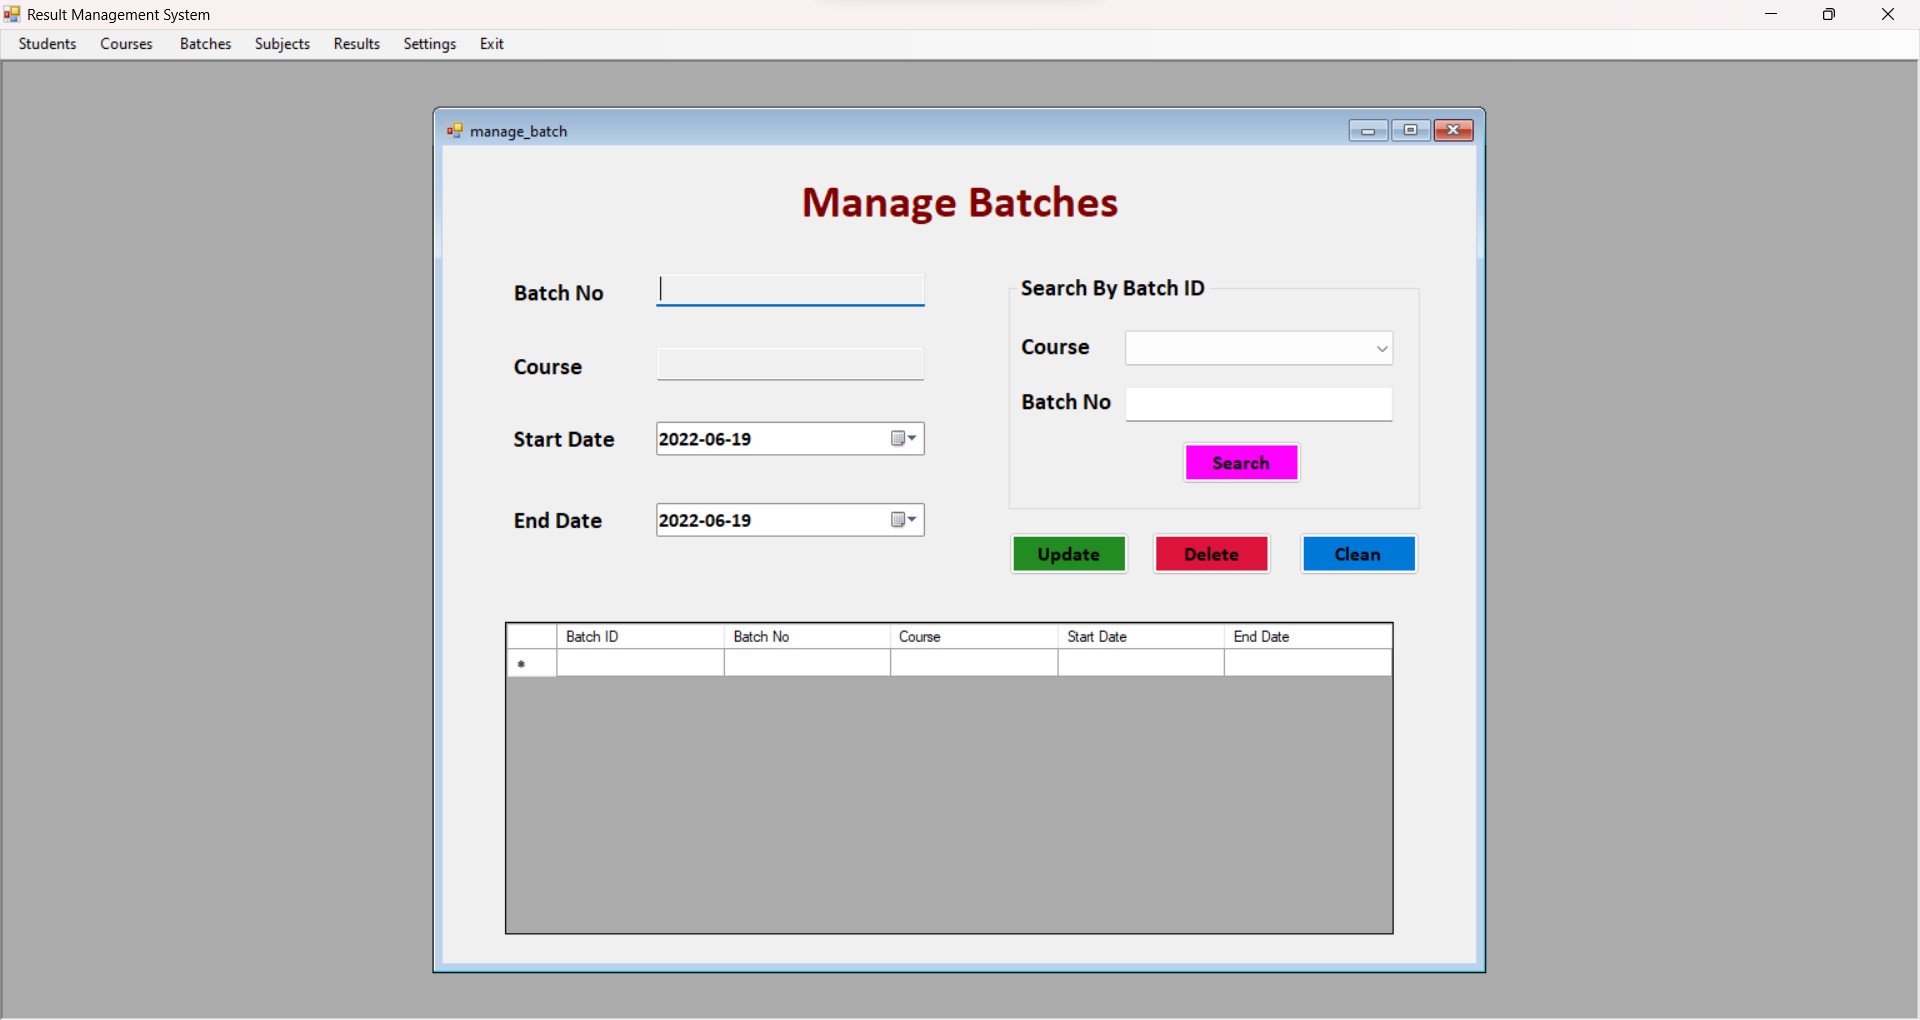 Result Management System
Students Courses Batches Subjects Results Settings Exit
manage_batch
Manage Batches
Batch No
Course
Start Date 2022-06-19
End Date 2022-06-19
Search By Batch ID
Course
Batch No
Search
Update Delete Clean
Batch ID Batch No Course Start Date End Date